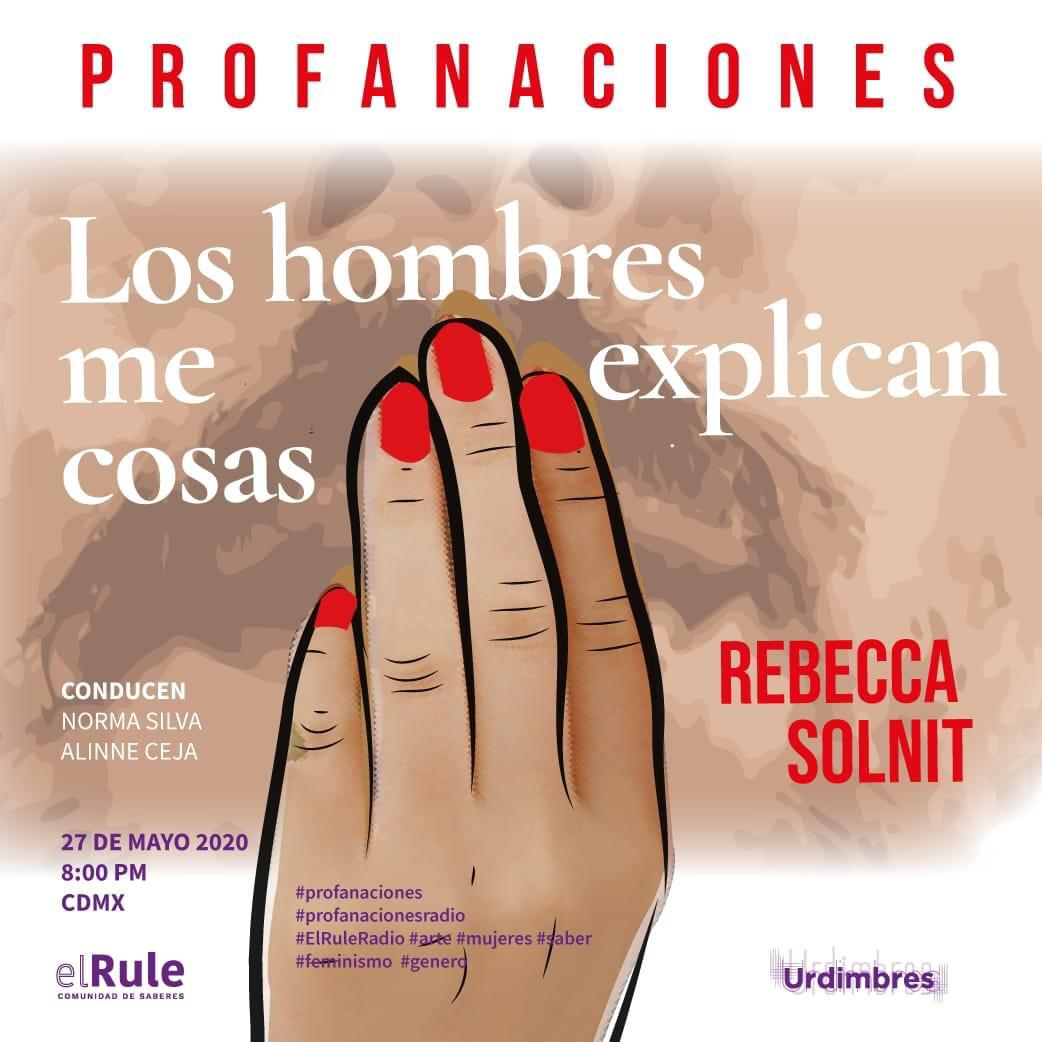 PROFANACIONES
Los hombres
me explican
cosas
REBECCA
SOLNIT
CONDUCEN
NORMA SILVA
ALINNE CEJA
27 DE MAYO 2020
8:00 PM
CDMX
#profanaciones
#profanacionesradio
#ElRuleRadio #arte #mujeres #saber
#feminismo #genero
elRule
COMUNIDAD DE SABERES
Urdimbres